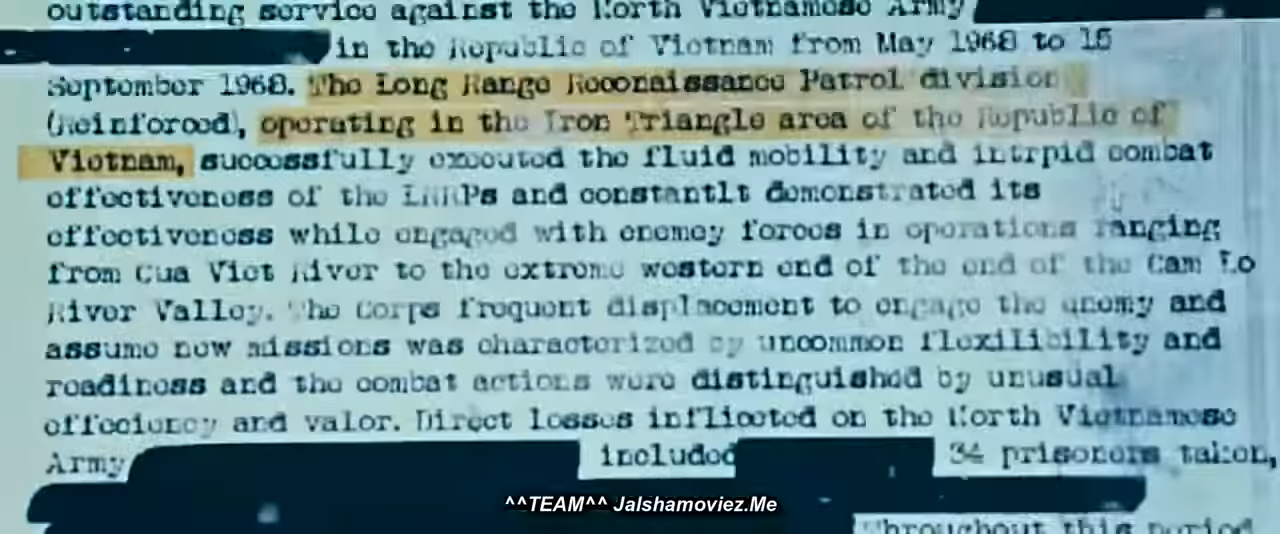 outstanding service against the North Vietnamese Army
in the Republic of Vietnam from May 1968 to 15
September 1968. The Long Range Reconaissance Patrol division
(Reinforced), operating in the Iron Triangle area of the Republic of
Vietnam, successfully executed the fluid mobility and intrpid combat
effectiveness of the LRRPs and constantlt demonstrated its
effectiveness while engaged with enemey forces in operations ranging
from Cua Viet River to the extreme western end of the end of the Cam Lo
River Valley. The Corps frequent displacement to engage the enemy and
assume new missions was characterized by uncommon flexilibility and
readiness and the combat actions were distinguished by unusual
effeciency and valor. Direct losses inflicted on the North Vietnamese
Army included 34 prisoners taken,
^^TEAM^^ Jalshamoviez.Me
Throughout this period